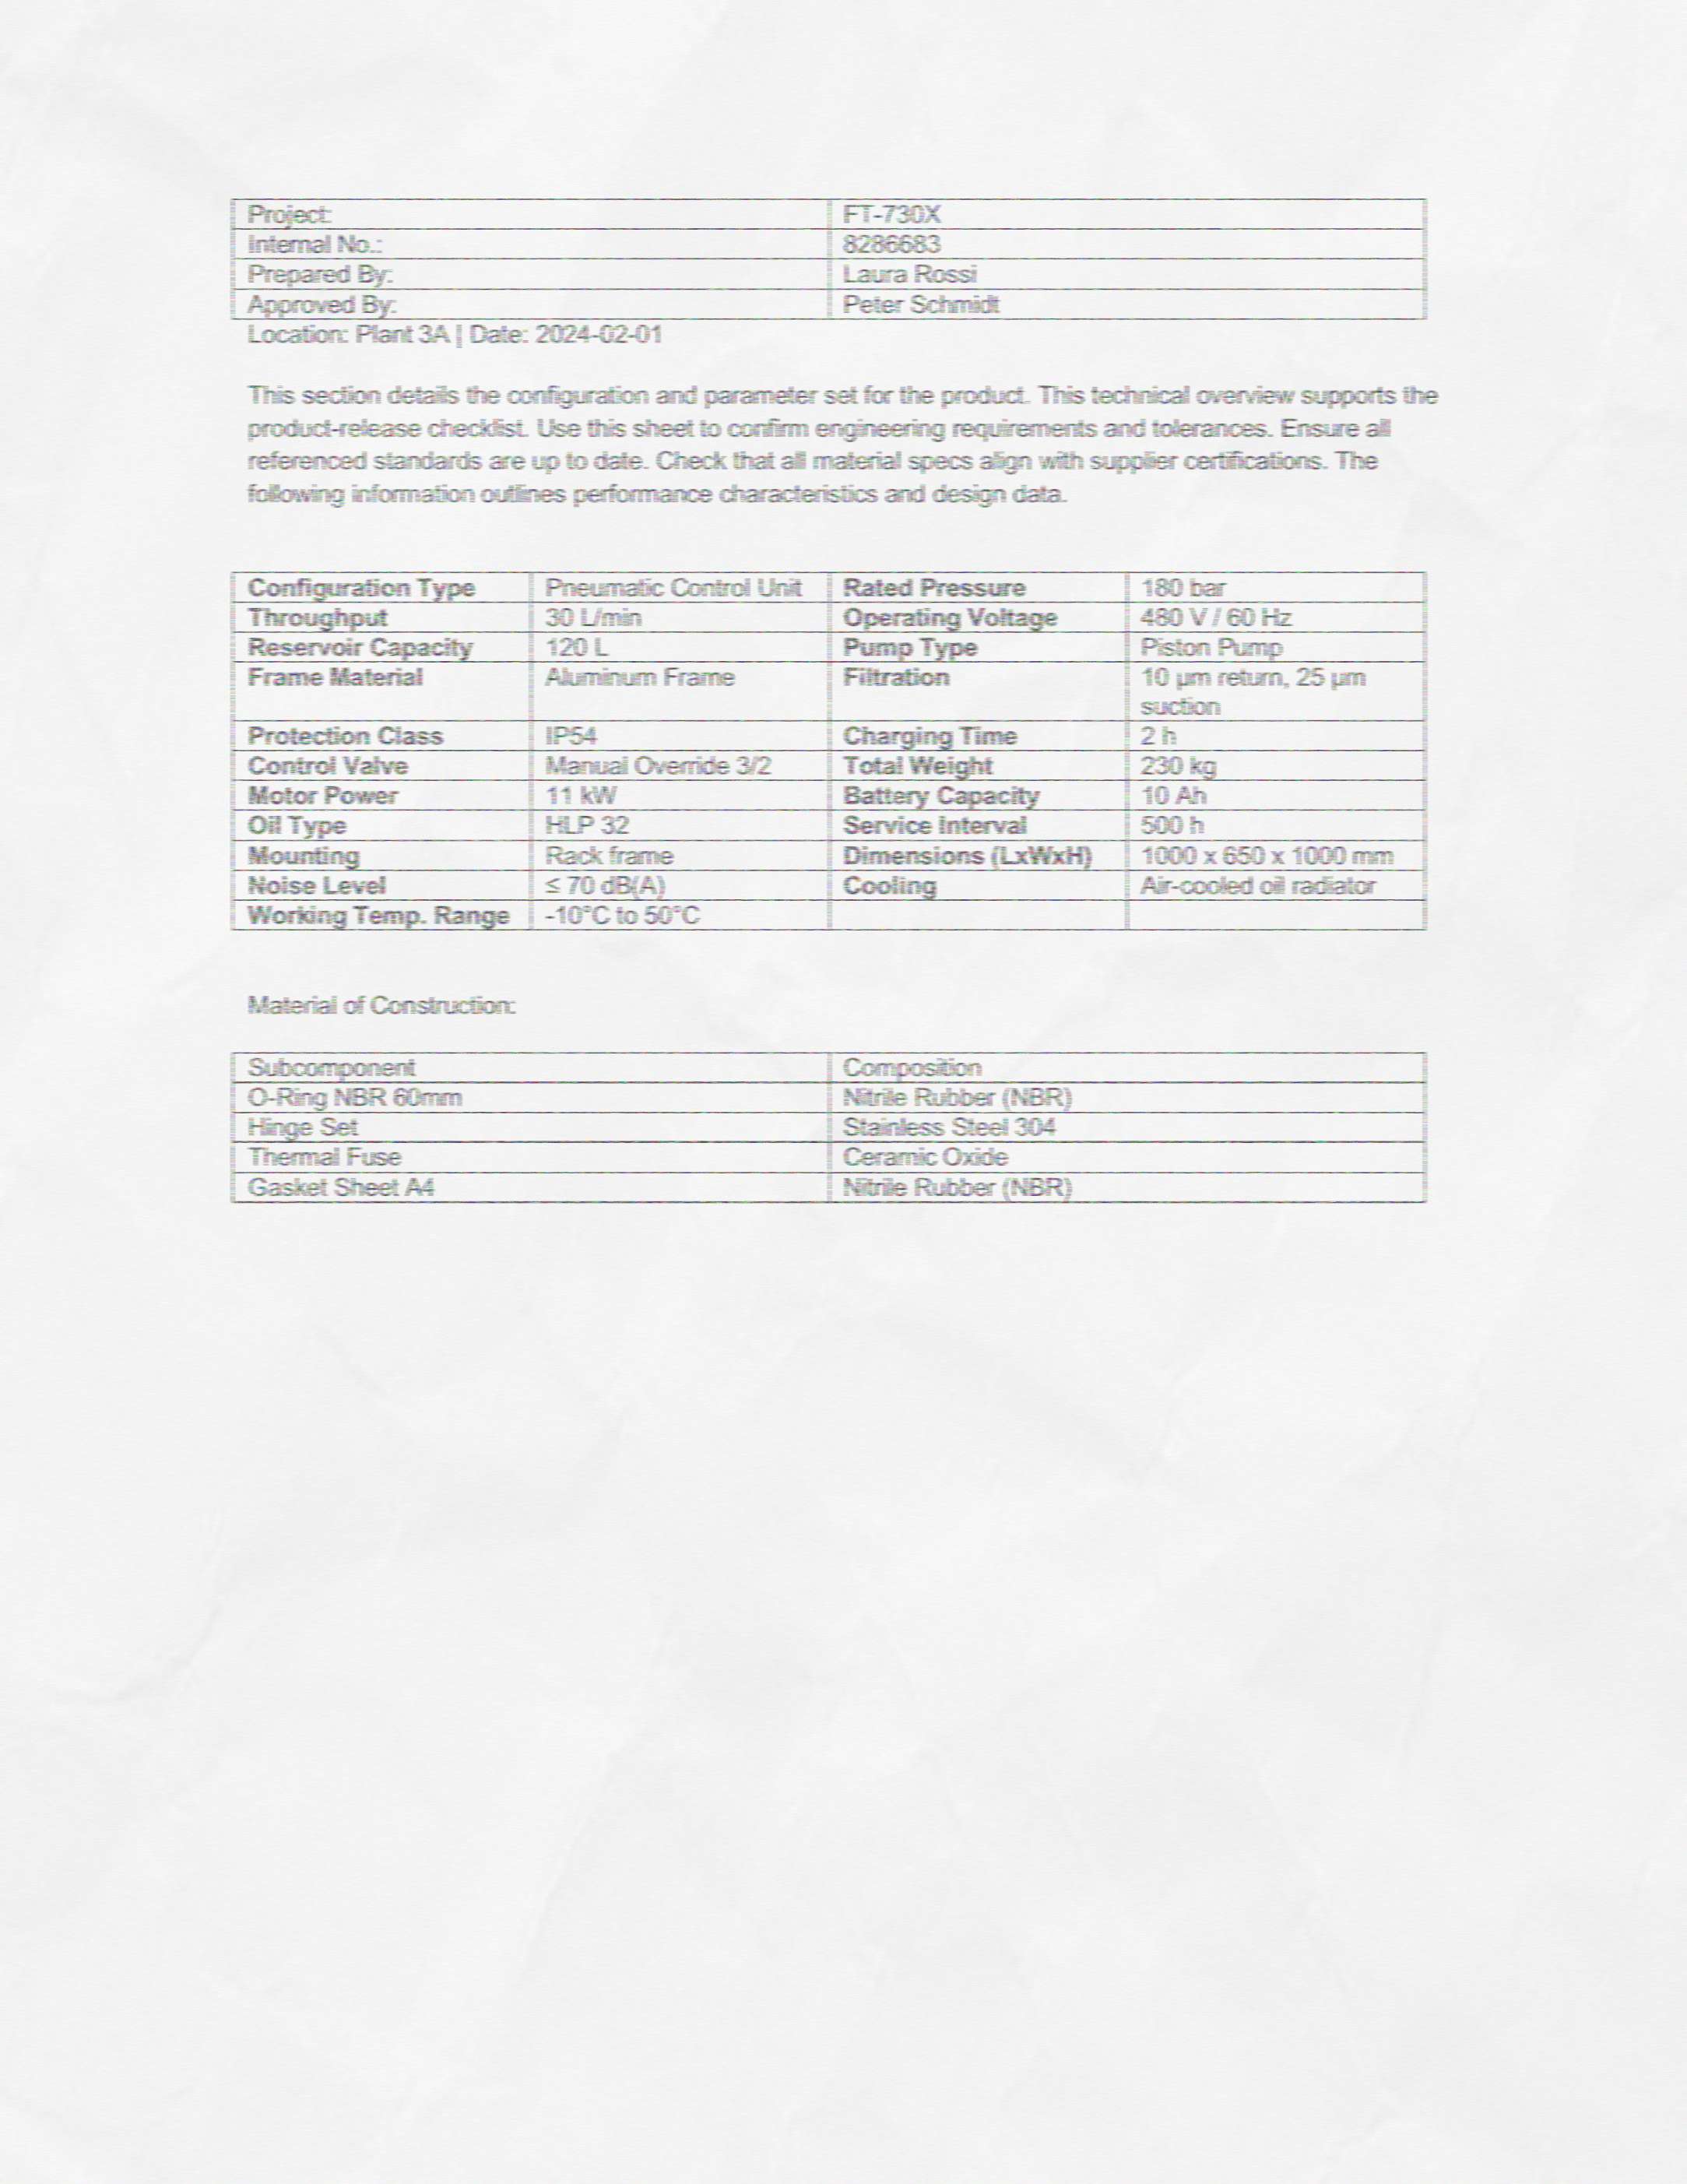 Project: FT-730X
Internal No.: 8286683
Prepared By: Laura Rossi
Approved By: Peter Schmidt
Location: Plant 3A | Date: 2024-02-01
This section details the configuration and parameter set for the product. This technical overview supports the
product-release checklist. Use this sheet to confirm engineering requirements and tolerances. Ensure all
referenced standards are up to date. Check that all material specs align with supplier certifications. The
following information outlines performance characteristics and design data.
Configuration Type Pneumatic Control Unit Rated Pressure 180 bar
Throughput 30 L/min Operating Voltage 480 V / 60 Hz
Reservoir Capacity 120 L Pump Type Piston Pump
Frame Material Aluminum Frame Filtration 10 µm return, 25 µm
suction
Protection Class IP54 Charging Time 2 h
Control Valve Manual Override 3/2 Total Weight 230 kg
Motor Power 11 kW Battery Capacity 10 Ah
Oil Type HLP 32 Service Interval 500 h
Mounting Rack frame Dimensions (LxWxH) 1000 x 650 x 1000 mm
Noise Level ≤ 70 dB(A) Cooling Air-cooled oil radiator
Working Temp. Range -10°C to 50°C
Material of Construction:
Subcomponent Composition
O-Ring NBR 60mm Nitrile Rubber (NBR)
Hinge Set Stainless Steel 304
Thermal Fuse Ceramic Oxide
Gasket Sheet A4 Nitrile Rubber (NBR)